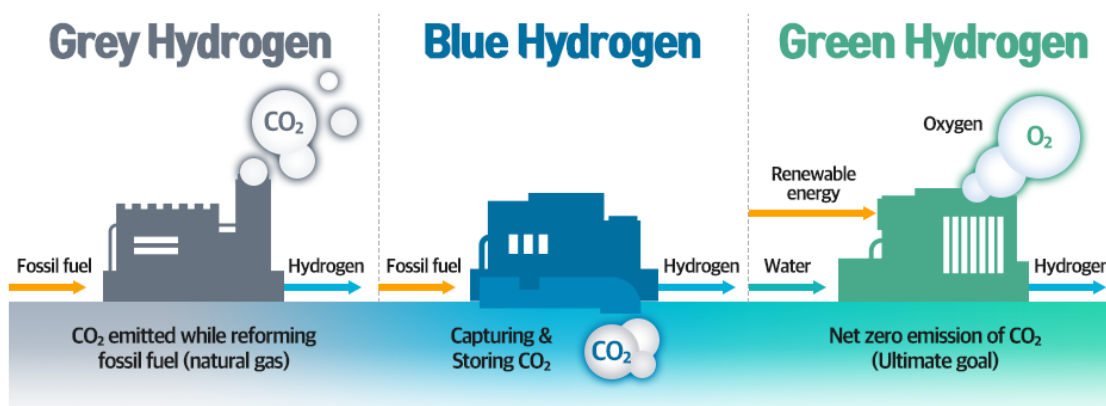 Grey Hydrogen
CO₂
Fossil fuel
Hydrogen
CO₂ emitted while reforming
fossil fuel (natural gas)
Blue Hydrogen
Fossil fuel
Hydrogen
Capturing &
Storing CO₂
CO₂
Green Hydrogen
Oxygen
O₂
Renewable
energy
Water
Hydrogen
Net zero emission of CO₂
(Ultimate goal)